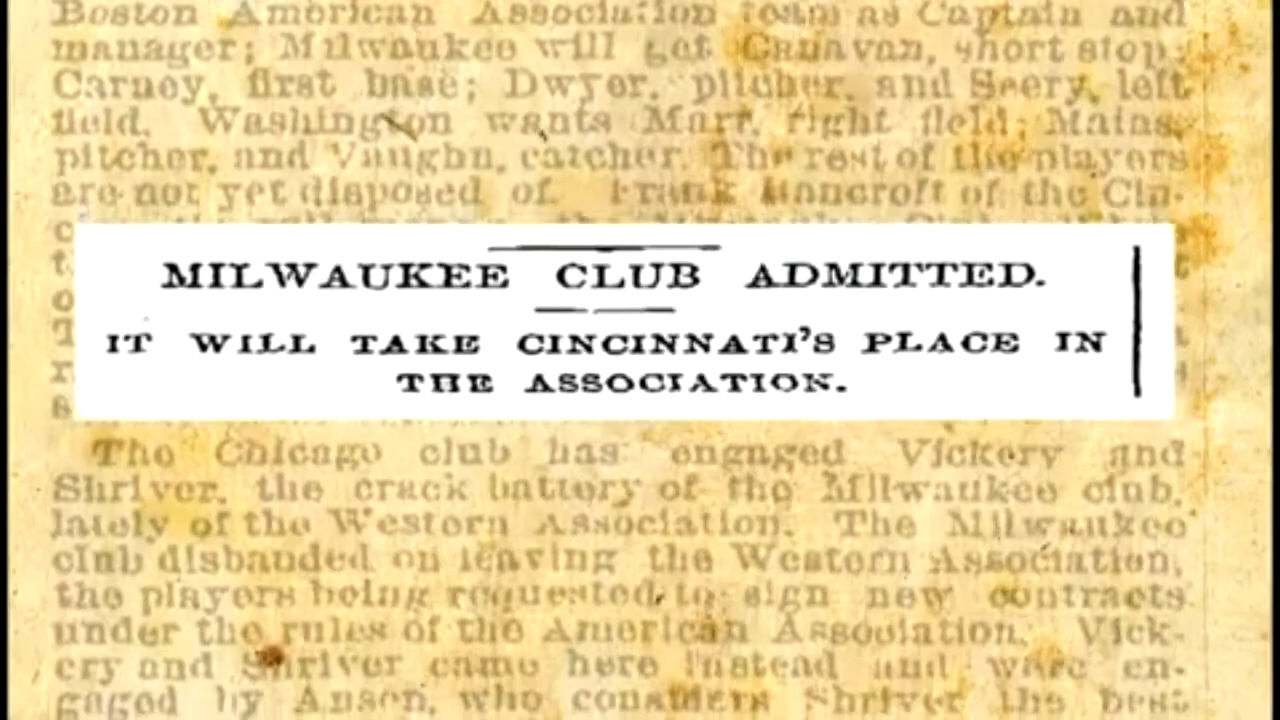 Boston American Association team as Captain and
manager; Milwaukee will get Canavan, short stop;
Carney, first base; Dwyer, pitcher, and Seery, left
field. Washington wants Marr, right field; Mains,
pitcher, and Vaughn, catcher. The rest of the players
are not yet disposed of. Frank Bancroft of the Cin-
MILWAUKEE CLUB ADMITTED.
IT WILL TAKE CINCINNATI'S PLACE IN
THE ASSOCIATION.
The Chicago club has engaged Vickery and
Shriver, the crack battery of the Milwaukee club,
lately of the Western Association. The Milwaukee
club disbanded on leaving the Western Association,
the players being requested to sign new contracts
under the rules of the American Association. Vick-
ery and Shriver came here instead and were en-
gaged by Anson, who considers Shriver the best